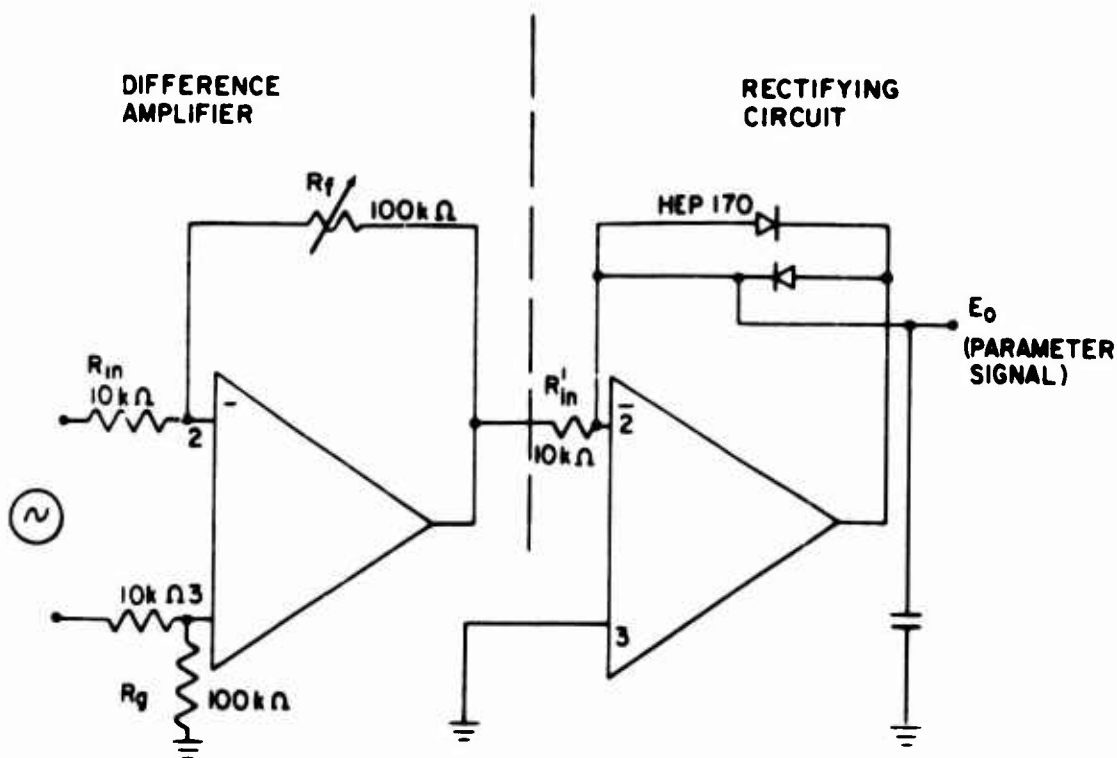 DIFFERENCE
AMPLIFIER
RECTIFYING
CIRCUIT
Rf
100kΩ
HEP 170
E0
(PARAMETER
SIGNAL)
Rin
10kΩ
-
2
R'in
10kΩ
-
2
~
10kΩ
3
3
Rg
100kΩ